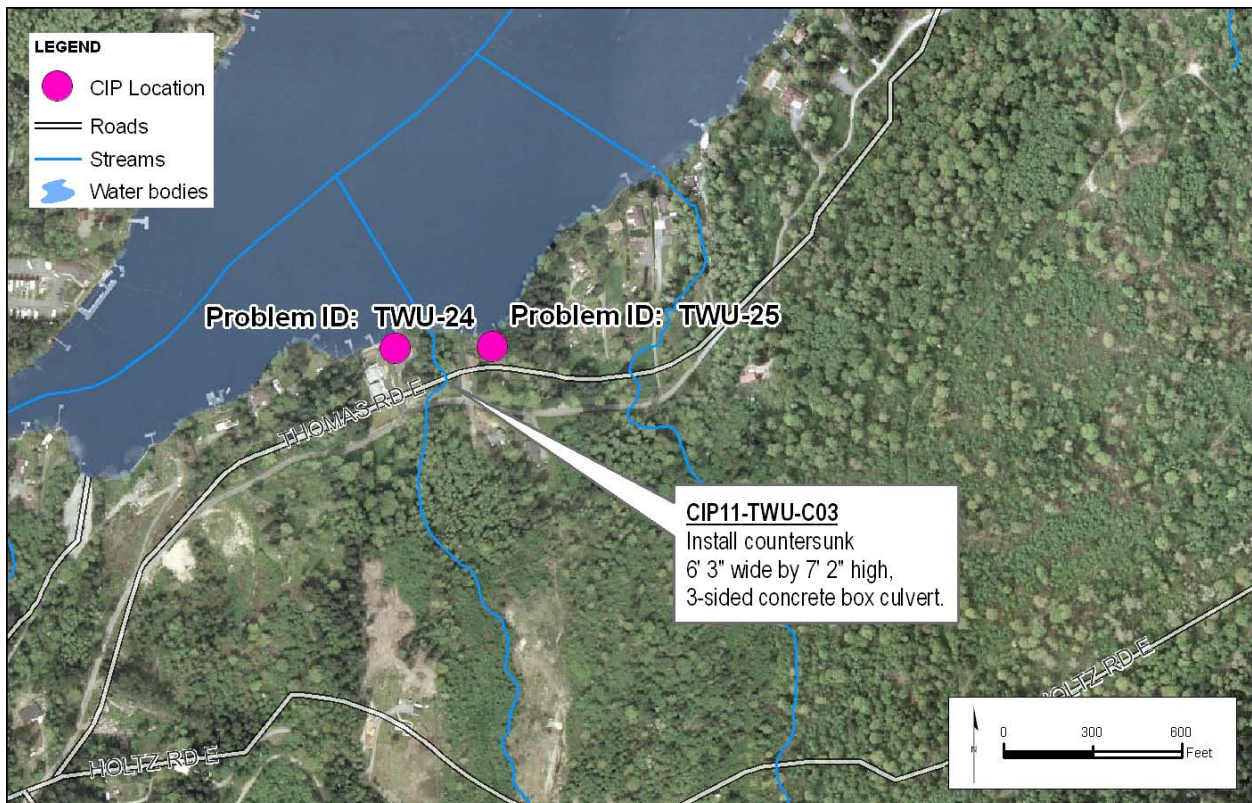 LEGEND
CIP Location
Roads
Streams
Water bodies
Problem ID: TWU-24
Problem ID: TWU-25
THOMAS RD E
CIP11-TWU-C03
Install countersunk
6' 3" wide by 7' 2" high,
3-sided concrete box culvert.
HOLTZ RD E
HOLTZ RD E
N
0 300 600
Feet